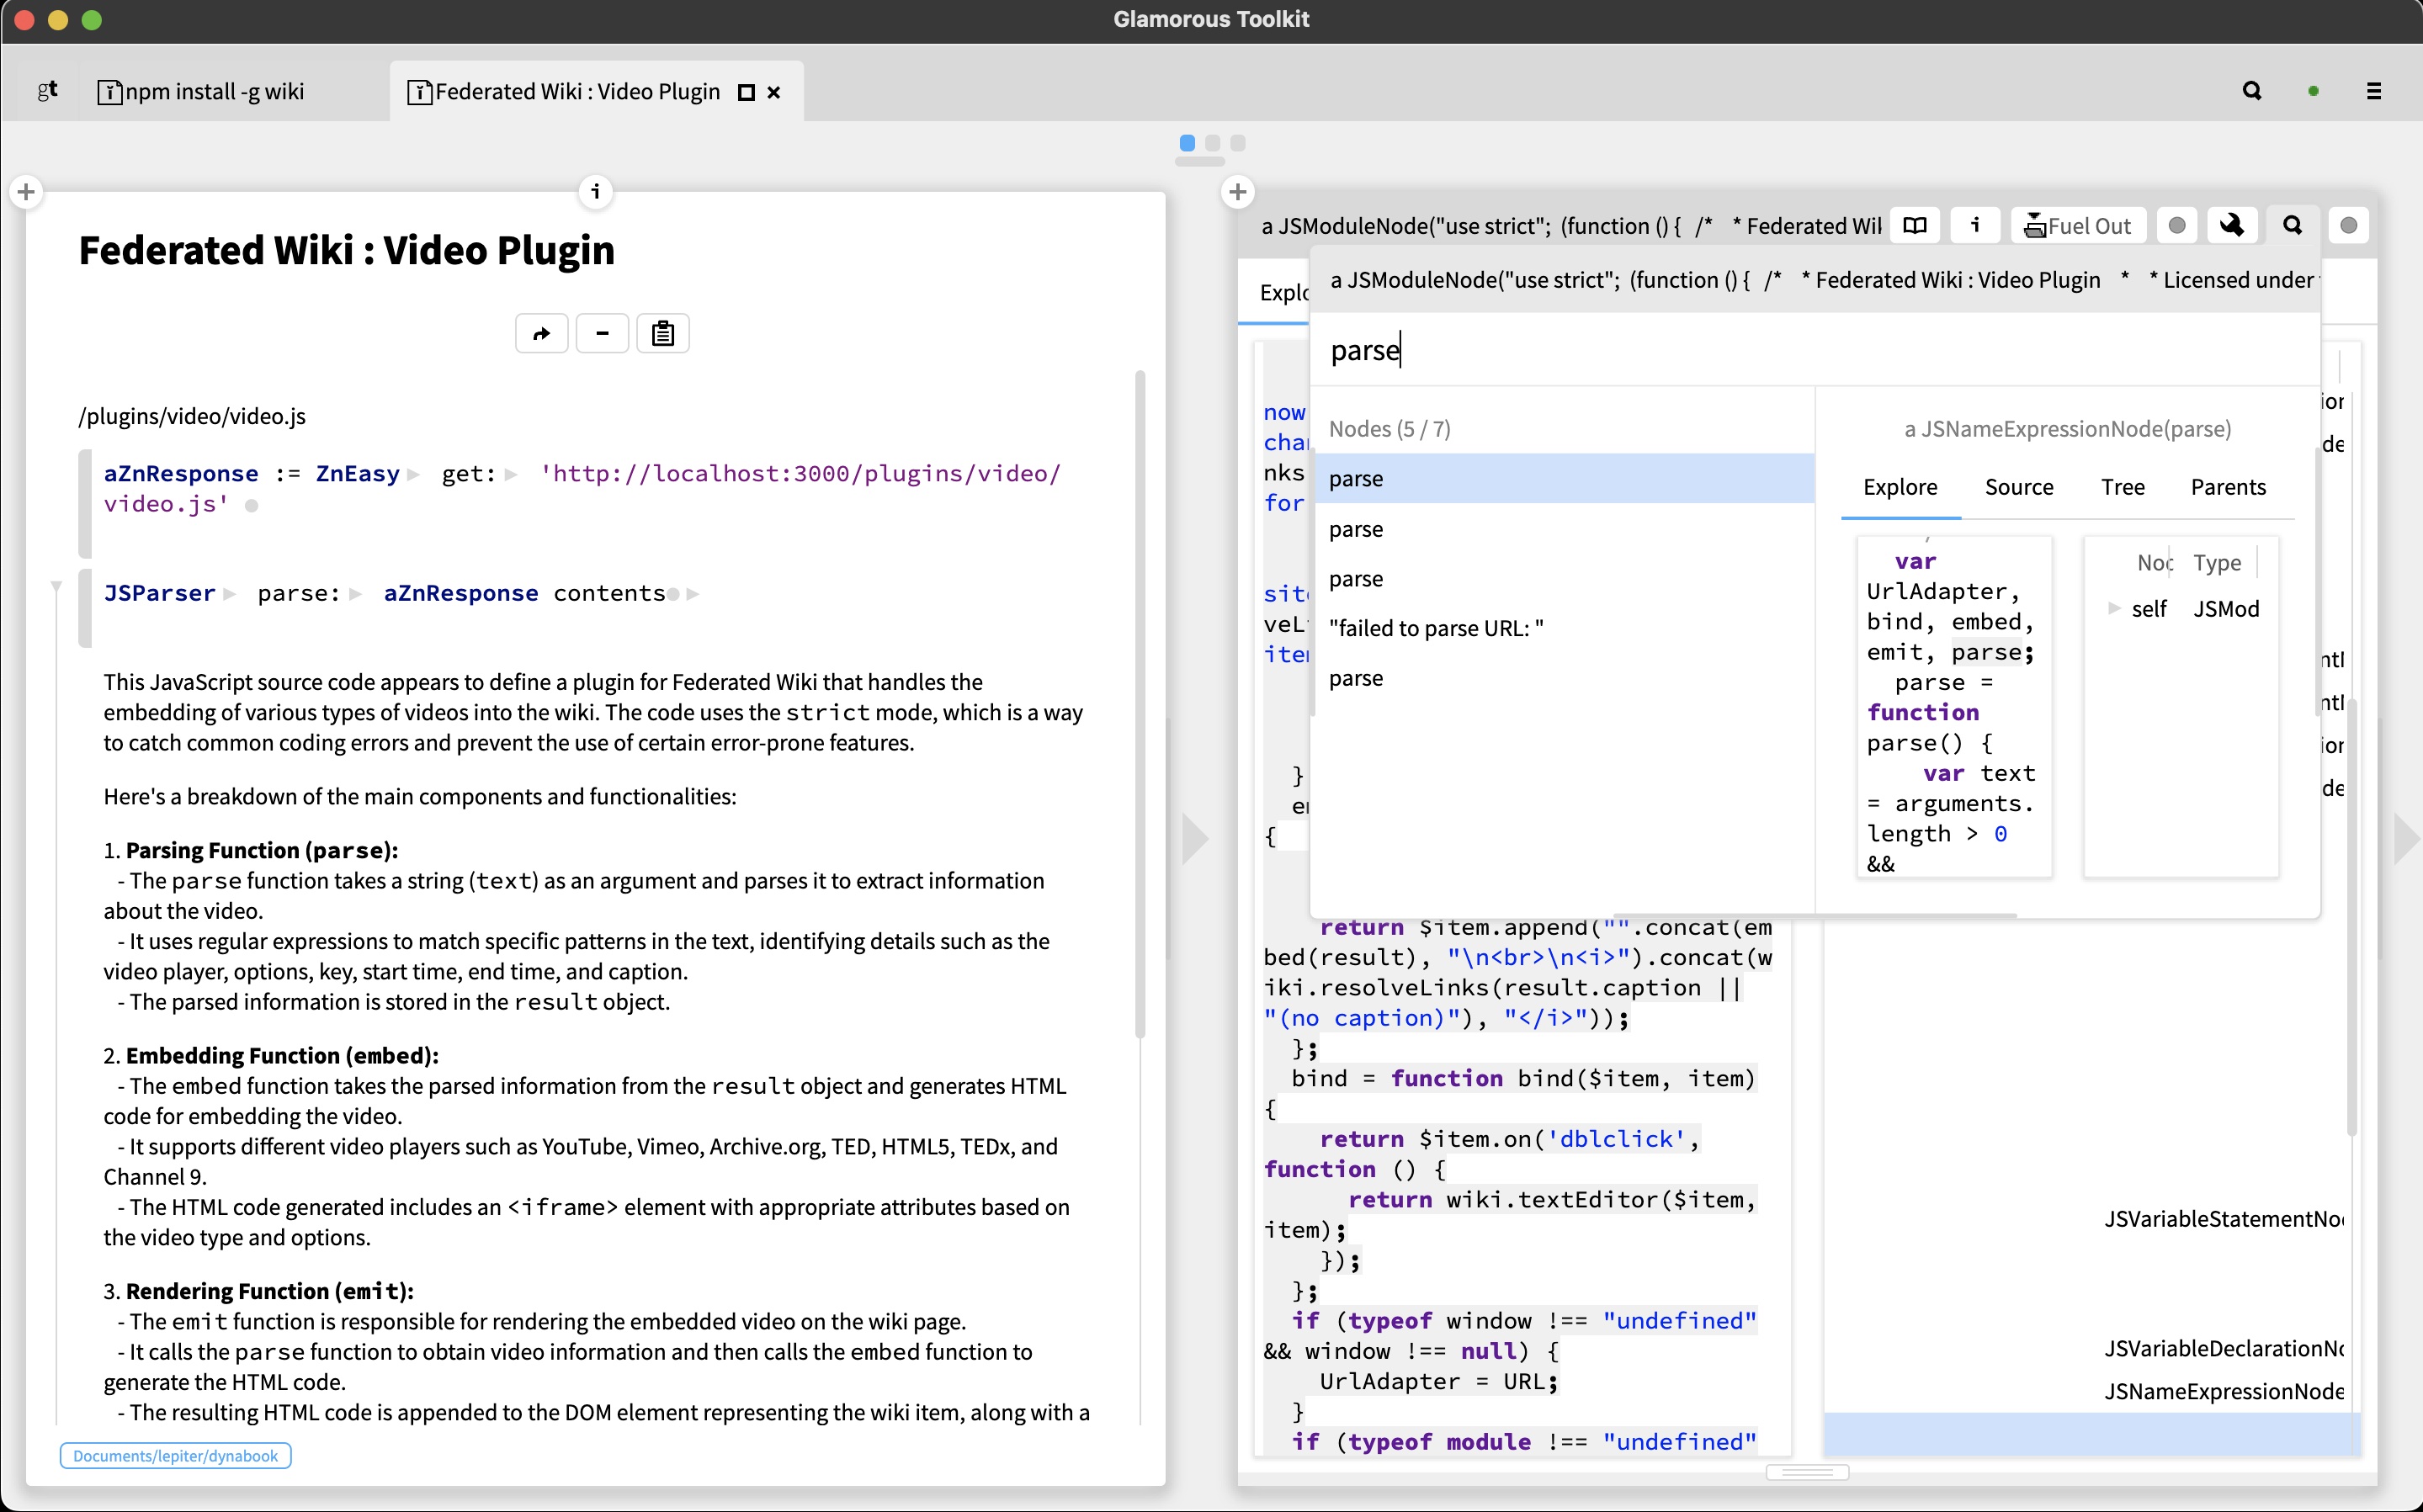 Glamorous Toolkit
gt
npm install -g wiki
Federated Wiki : Video Plugin
Federated Wiki : Video Plugin
/plugins/video/video.js
aZnResponse := ZnEasy get: 'http://localhost:3000/plugins/video/
video.js'
JSParser parse: aZnResponse contents
This JavaScript source code appears to define a plugin for Federated Wiki that handles the
embedding of various types of videos into the wiki. The code uses the strict mode, which is a way
to catch common coding errors and prevent the use of certain error-prone features.
Here's a breakdown of the main components and functionalities:
1. Parsing Function (parse):
- The parse function takes a string (text) as an argument and parses it to extract information
about the video.
- It uses regular expressions to match specific patterns in the text, identifying details such as the
video player, options, key, start time, end time, and caption.
- The parsed information is stored in the result object.
2. Embedding Function (embed):
- The embed function takes the parsed information from the result object and generates HTML
code for embedding the video.
- It supports different video players such as YouTube, Vimeo, Archive.org, TED, HTML5, TEDx, and
Channel 9.
- The HTML code generated includes an <iframe> element with appropriate attributes based on
the video type and options.
3. Rendering Function (emit):
- The emit function is responsible for rendering the embedded video on the wiki page.
- It calls the parse function to obtain video information and then calls the embed function to
generate the HTML code.
- The resulting HTML code is appended to the DOM element representing the wiki item, along with a
Documents/lepiter/dynabook
a JSModuleNode("use strict"; (function () { /* * Federated Wi
Fuel Out
a JSModuleNode("use strict"; (function () { /* * Federated Wiki : Video Plugin * * Licensed under
parse
Nodes (5 / 7)
parse
parse
parse
"failed to parse URL: "
parse
a JSNameExpressionNode(parse)
Explore Source Tree Parents
var
UrlAdapter,
bind, embed,
emit, parse;
parse =
function
parse() {
var text
= arguments.
length > 0
&&
Type
self JSMod
now
nks
for
}
{
return $item.append("".concat(em
bed(result), "\n<br>\n<i>").concat(w
iki.resolveLinks(result.caption ||
"(no caption)"), "</i>"));
};
bind = function bind($item, item)
{
return $item.on('dblclick',
function () {
return wiki.textEditor($item,
item);
});
};
if (typeof window !== "undefined"
&& window !== null) {
UrlAdapter = URL;
}
if (typeof module !== "undefined"
JSVariableStatementNo
JSVariableDeclarationN
JSNameExpressionNode